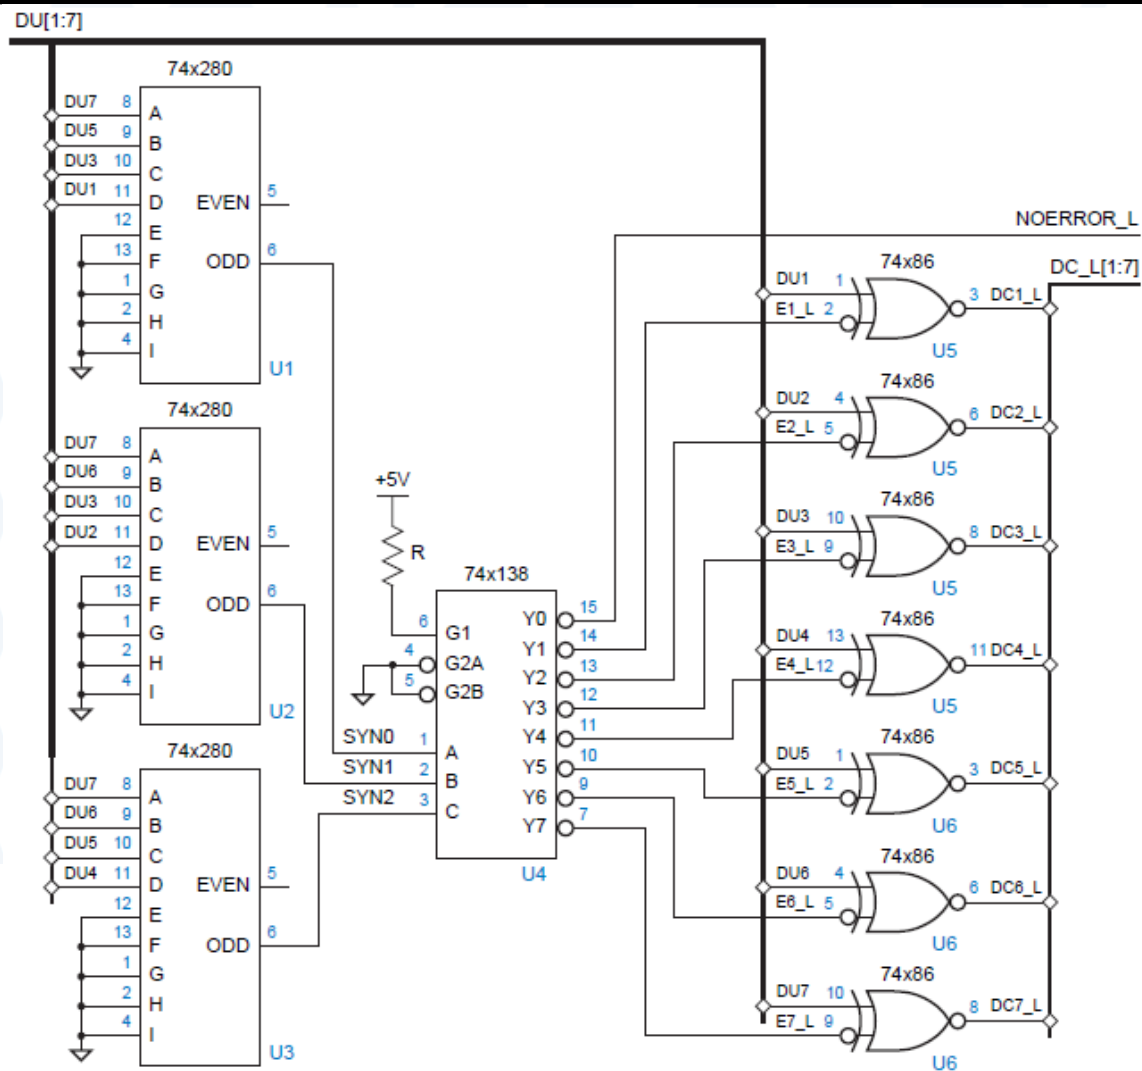 DU[1:7]
74x280
DU7 8 A
DU5 9 B
DU3 10 C
DU1 11 D
12 E
13 F
1 G
2 H
4 I
EVEN 5
ODD 6
U1
74x280
DU7 8 A
DU6 9 B
DU3 10 C
DU2 11 D
12 E
13 F
1 G
2 H
4 I
EVEN 5
ODD 6
U2
74x280
DU7 8 A
DU6 9 B
DU5 10 C
DU4 11 D
12 E
13 F
1 G
2 H
4 I
EVEN 5
ODD 6
U3
+5V
R
74x138
6 G1
4 G2A
5 G2B
SYN0 1 A
SYN1 2 B
SYN2 3 C
Y0 15
Y1 14
Y2 13
Y3 12
Y4 11
Y5 10
Y6 9
Y7 7
U4
NOERROR_L
DC_L[1:7]
74x86
DU1 1
E1_L 2
3 DC1_L
U5
74x86
DU2 4
E2_L 5
6 DC2_L
U5
74x86
DU3 10
E3_L 9
8 DC3_L
U5
74x86
DU4 13
E4_L 12
11 DC4_L
U5
74x86
DU5 1
E5_L 2
3 DC5_L
U6
74x86
DU6 4
E6_L 5
6 DC6_L
U6
74x86
DU7 10
E7_L 9
8 DC7_L
U6